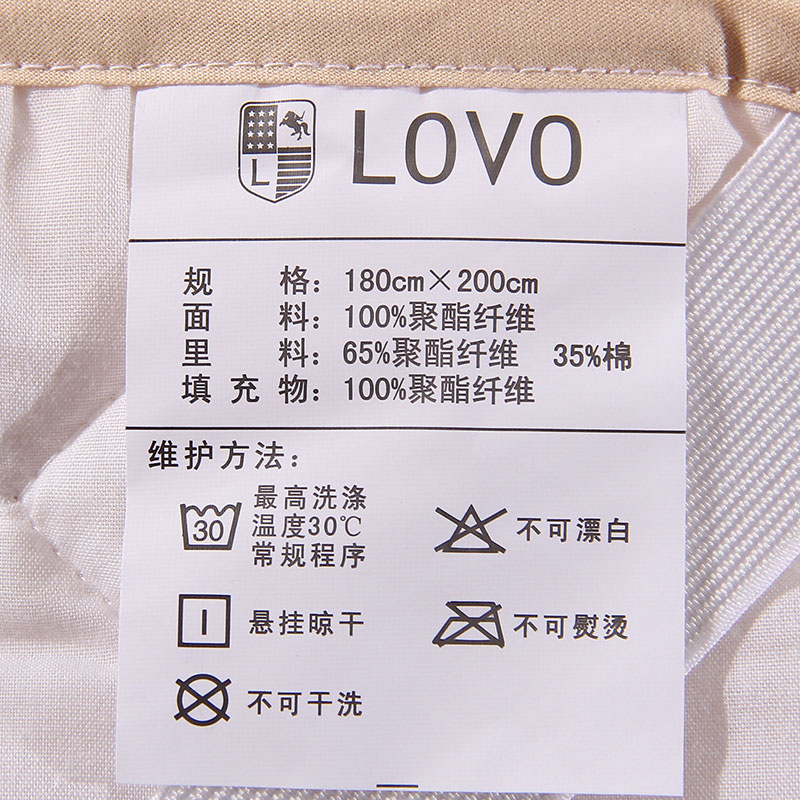 L
LOVO
规 格：180cm×200cm
面 料：100%聚酯纤维
里 料：65%聚酯纤维 35%棉
填 充 物：100%聚酯纤维
维护方法：
30
最高洗涤
温度30℃
常规程序
不可漂白
悬挂晾干
不可熨烫
不可干洗